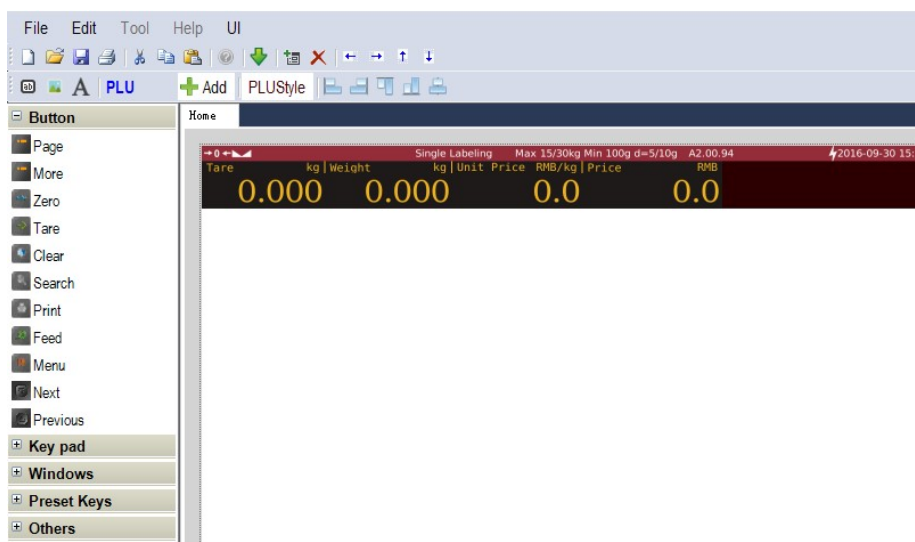 File Edit Tool Help UI
ab A PLU Add PLUStyle
Button
Home
Page
More
Zero
Tare
Clear
Search
Print
Feed
Menu
Next
Previous
Key pad
Windows
Preset Keys
Others
→0← Single Labeling Max 15/30kg Min 100g d=5/10g A2.00.94 2016-09-30 15:
Tare kg|Weight kg|Unit Price RMB/kg|Price RMB
0.000 0.000 0.0 0.0